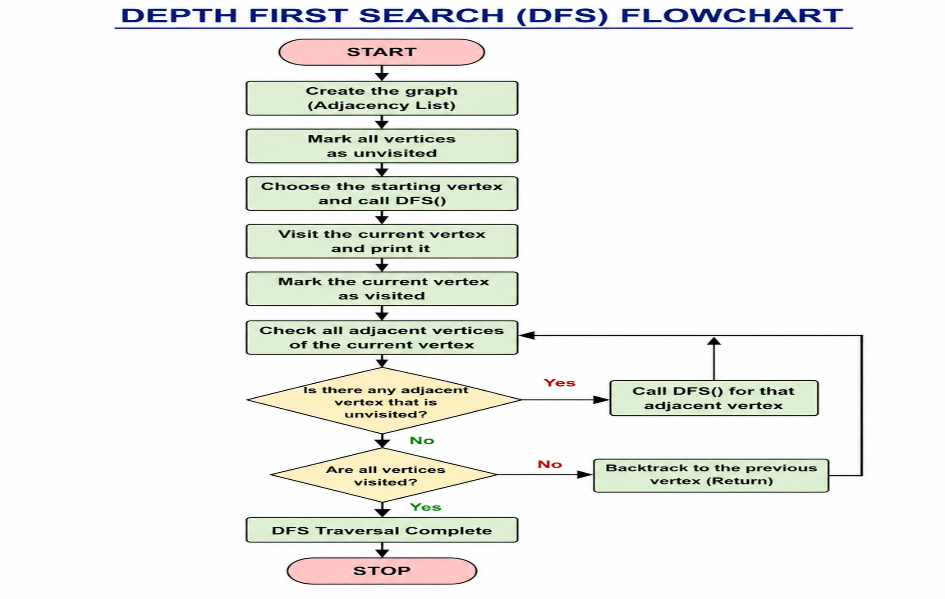 DEPTH FIRST SEARCH (DFS) FLOWCHART
START
Create the graph
(Adjacency List)
Mark all vertices
as unvisited
Choose the starting vertex
and call DFS()
Visit the current vertex
and print it
Mark the current vertex
as visited
Check all adjacent vertices
of the current vertex
Is there any adjacent
vertex that is
unvisited?
Yes
Call DFS() for that
adjacent vertex
No
Are all vertices
visited?
No
Backtrack to the previous
vertex (Return)
Yes
DFS Traversal Complete
STOP